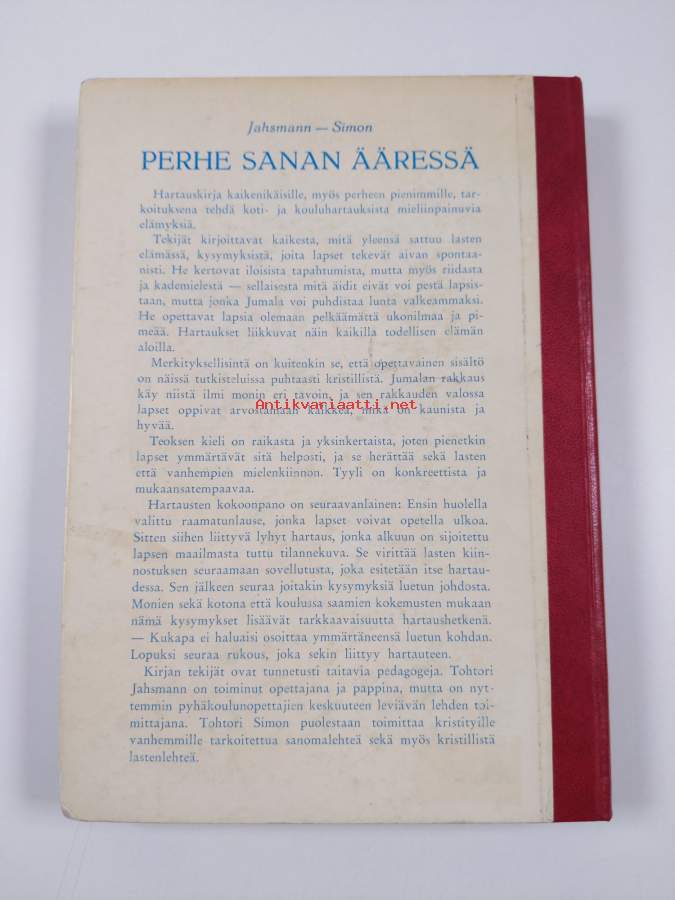 Jahsmann — Simon
PERHE SANAN ÄÄRESSÄ
Hartauskirja kaikenikäisille, myös perheen pienimmille, tar-
koituksena tehdä koti- ja kouluhartauksista mieliinpainuvia
elämyksiä.
Tekijät kirjoittavat kaikesta, mitä yleensä sattuu lasten
elämässä, kysymyksistä, joita lapset tekevät aivan spontaa-
nisti. He kertovat iloisista tapahtumista, mutta myös riidasta
ja kademielestä — sellaisesta mitä äidit eivät voi pestä lapsis-
taan, mutta jonka Jumala voi puhdistaa lunta valkeammaksi.
He opettavat lapsia olemaan pelkäämättä ukonilmaa ja pi-
meää. Hartaukset liikkuvat näin kaikilla todellisen elämän
aloilla.
Merkityksellisintä on kuitenkin se, että opettavainen sisältö
on näissä tutkisteluissa puhtaasti kristillistä. Jumalan rakkaus
käy niistä ilmi monin eri tavoin, ja sen rakkauden valossa
lapset oppivat arvostamaan kaikkea, mikä on kaunista ja
Antikvariaatti.net
hyvää.
Teoksen kieli on raikasta ja yksinkertaista, joten pienetkin
lapset ymmärtävät sitä helposti, ja se herättää sekä lasten
että vanhempien mielenkiinnon. Tyyli on konkreettista ja
mukaansatempaavaa.
Hartausten kokoonpano on seuraavanlainen: Ensin huolella
valittu raamatunlause, jonka lapset voivat opetella ulkoa.
Sitten siihen liittyvä lyhyt hartaus, jonka alkuun on sijoitettu
lapsen maailmasta tuttu tilannekuva. Se virittää lasten kiin-
nostuksen seuraamaan sovellutusta, joka esitetään itse hartau-
dessa. Sen jälkeen seuraa joitakin kysymyksiä luetun johdosta.
Monien sekä kotona että koulussa saamien kokemusten mukaan
nämä kysymykset lisäävät tarkkaavaisuutta hartaushetkenä.
— Kukapa ei haluaisi osoittaa ymmärtäneensä luetun kohdan.
Lopuksi seuraa rukous, joka sekin liittyy hartauteen.
Kirjan tekijät ovat tunnetusti taitavia pedagogeja. Tohtori
Jahsmann on toiminut opettajana ja pappina, mutta on nyt-
temmin pyhäkoulunopettajien keskuuteen leviävän lehden toi-
mittajana. Tohtori Simon puolestaan toimittaa kristityille
vanhemmille tarkoitettua sanomalehteä sekä myös kristillistä
lastenlehteä.